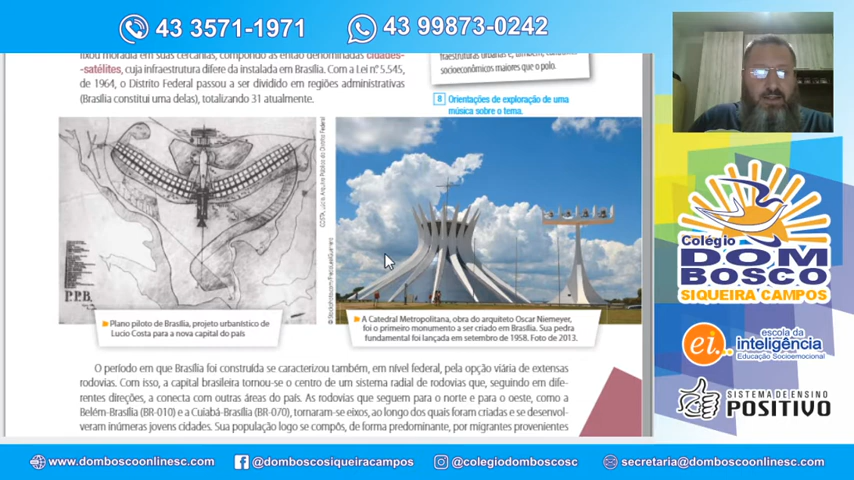 43 3571-1971
43 99873-0242
fixou moradia em suas cercanias, compondo as então denominadas cidades-
-satélites, cuja infraestrutura difere da instalada em Brasília. Com a Lei nº. 5.545,
de 1964, o Distrito Federal passou a ser dividido em regiões administrativas
(Brasília constitui uma delas), totalizando 31 atualmente.
socioeconômicos maiores que o polo.
8 Orientações de exploração de uma
música sobre o tema.
P.P.B.
Plano piloto de Brasília, projeto urbanístico de
Lucio Costa para a nova capital do país
A Catedral Metropolitana, obra do arquiteto Oscar Niemeyer,
foi o primeiro monumento a ser criado em Brasília. Sua pedra
fundamental foi lançada em setembro de 1958. Foto de 2013.
O período em que Brasília foi construída se caracterizou também, em nível federal, pela opção viária de extensas
rodovias. Com isso, a capital brasileira tornou-se o centro de um sistema radial de rodovias que, seguindo em dife-
rentes direções, a conecta com outras áreas do país. As rodovias que seguem para o norte e para o oeste, como a
Belém-Brasília (BR-010) e a Cuiabá-Brasília (BR-070), tornaram-se eixos, ao longo dos quais foram criadas e se desenvol-
veram inúmeras jovens cidades. Sua população logo se compôs, de forma predominante, por migrantes provenientes
Colégio
DOM
BOSCO
SIQUEIRA CAMPOS
ei.
escola da
inteligência
Educação Socioemocional
SISTEMA DE ENSINO
POSITIVO
www.domboscoonlinesc.com
@domboscosiqueiracampos
@colegiodomboscosc
secretaria@domboscoonlinesc.com